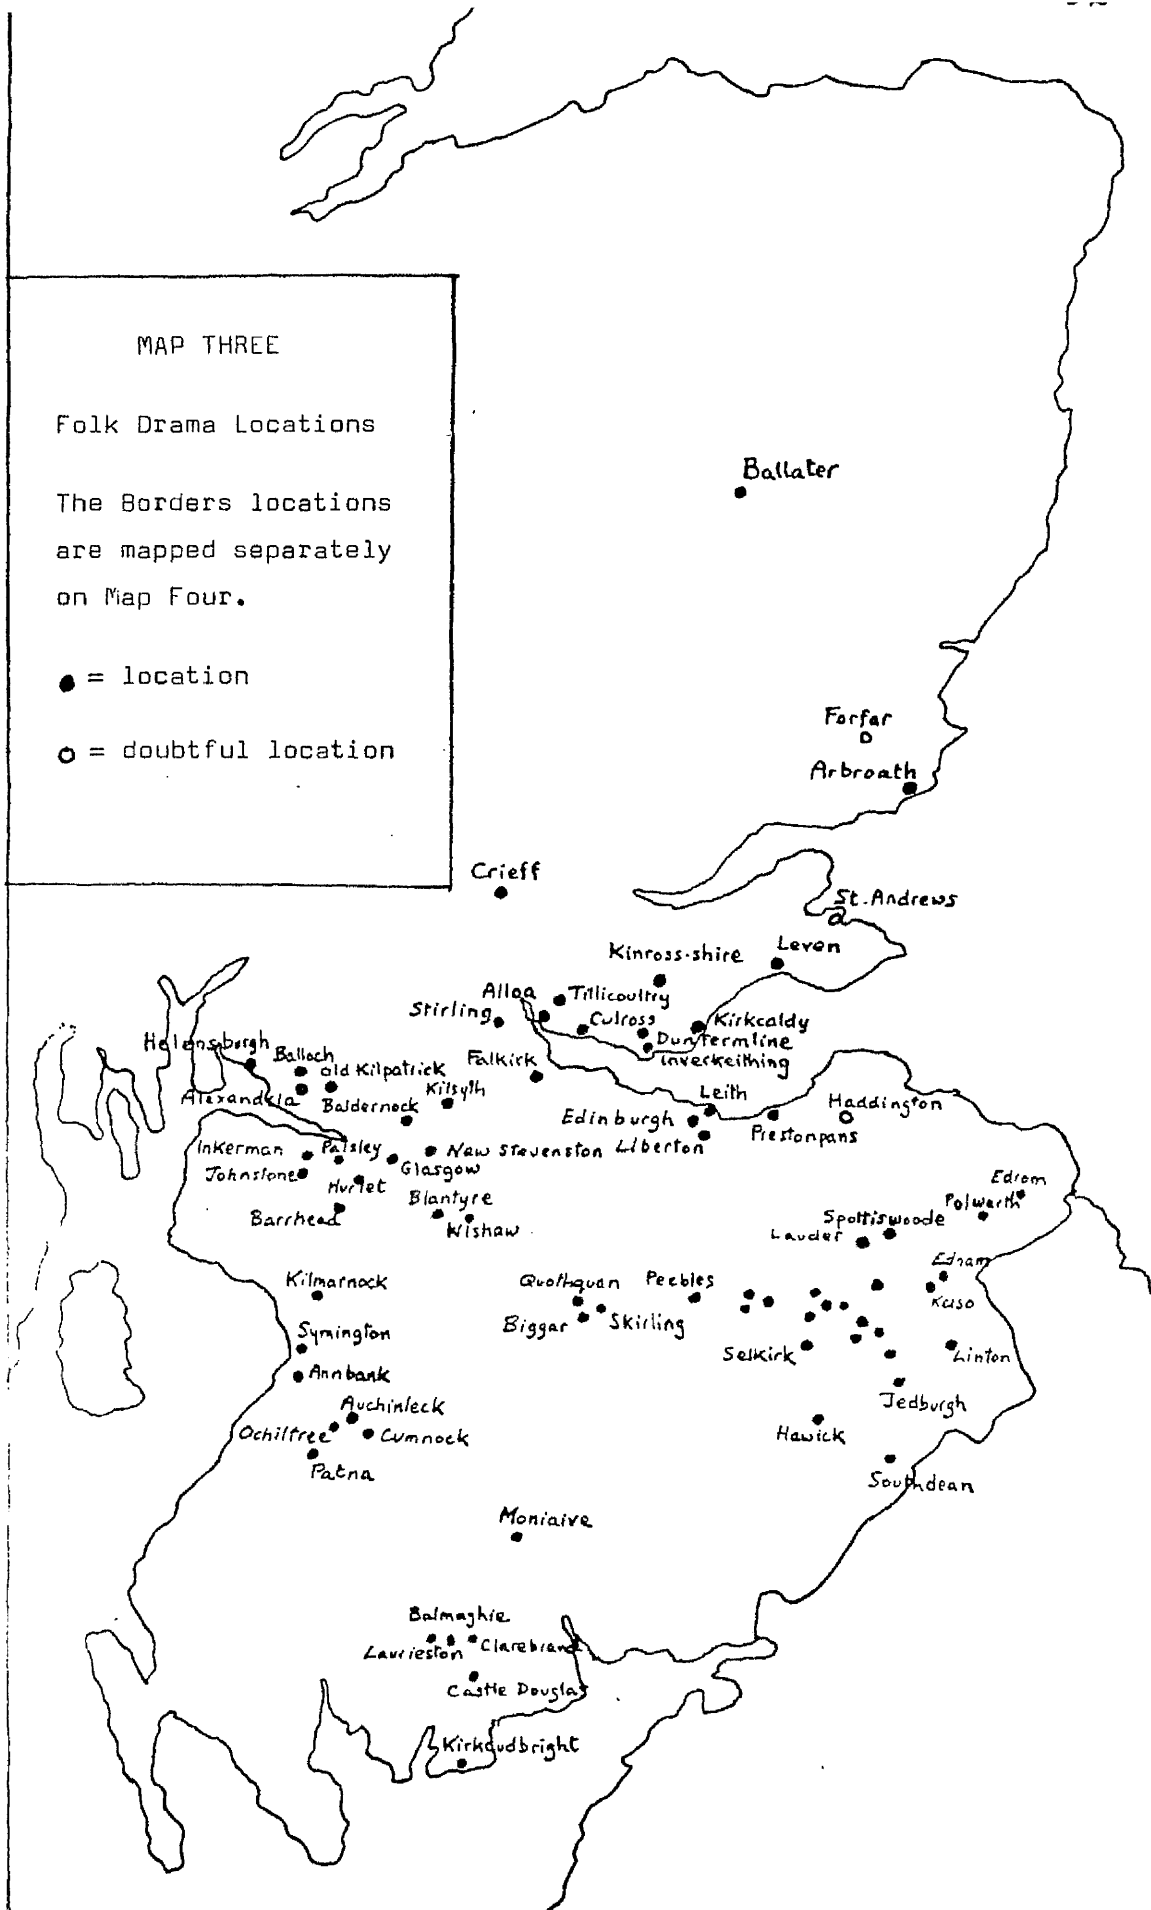 MAP THREE
Folk Drama Locations
The Borders locations
are mapped separately
on Map Four.
= location
= doubtful location
Ballater
Forfar
Arbroath
Crieff
St. Andrews
Leven
Kinross-shire
Alloa
Tillicoultry
Stirling
Culross
Kirkcaldy
Dunfermline
Inverkeithing
Helensburgh
Balloch
Old Kilpatrick
Falkirk
Kilsyth
Alexandria
Baldernock
Leith
Haddington
Edinburgh
Liberton
Prestonpans
Inkerman
Paisley
New Stevenston
Glasgow
Johnstone
Hurlet
Blantyre
Barrhead
Wishaw
Edrom
Polwarth
Spottiswoode
Lauder
Ednam
Kelso
Kilmarnock
Quothquan
Peebles
Biggar
Skirling
Symington
Selkirk
Linton
Annbank
Jedburgh
Auchinleck
Ochiltree
Cumnock
Hawick
Patna
Southdean
Moniaive
Balmaghie
Laurieston
Clarebrand
Castle Douglas
Kirkcudbright